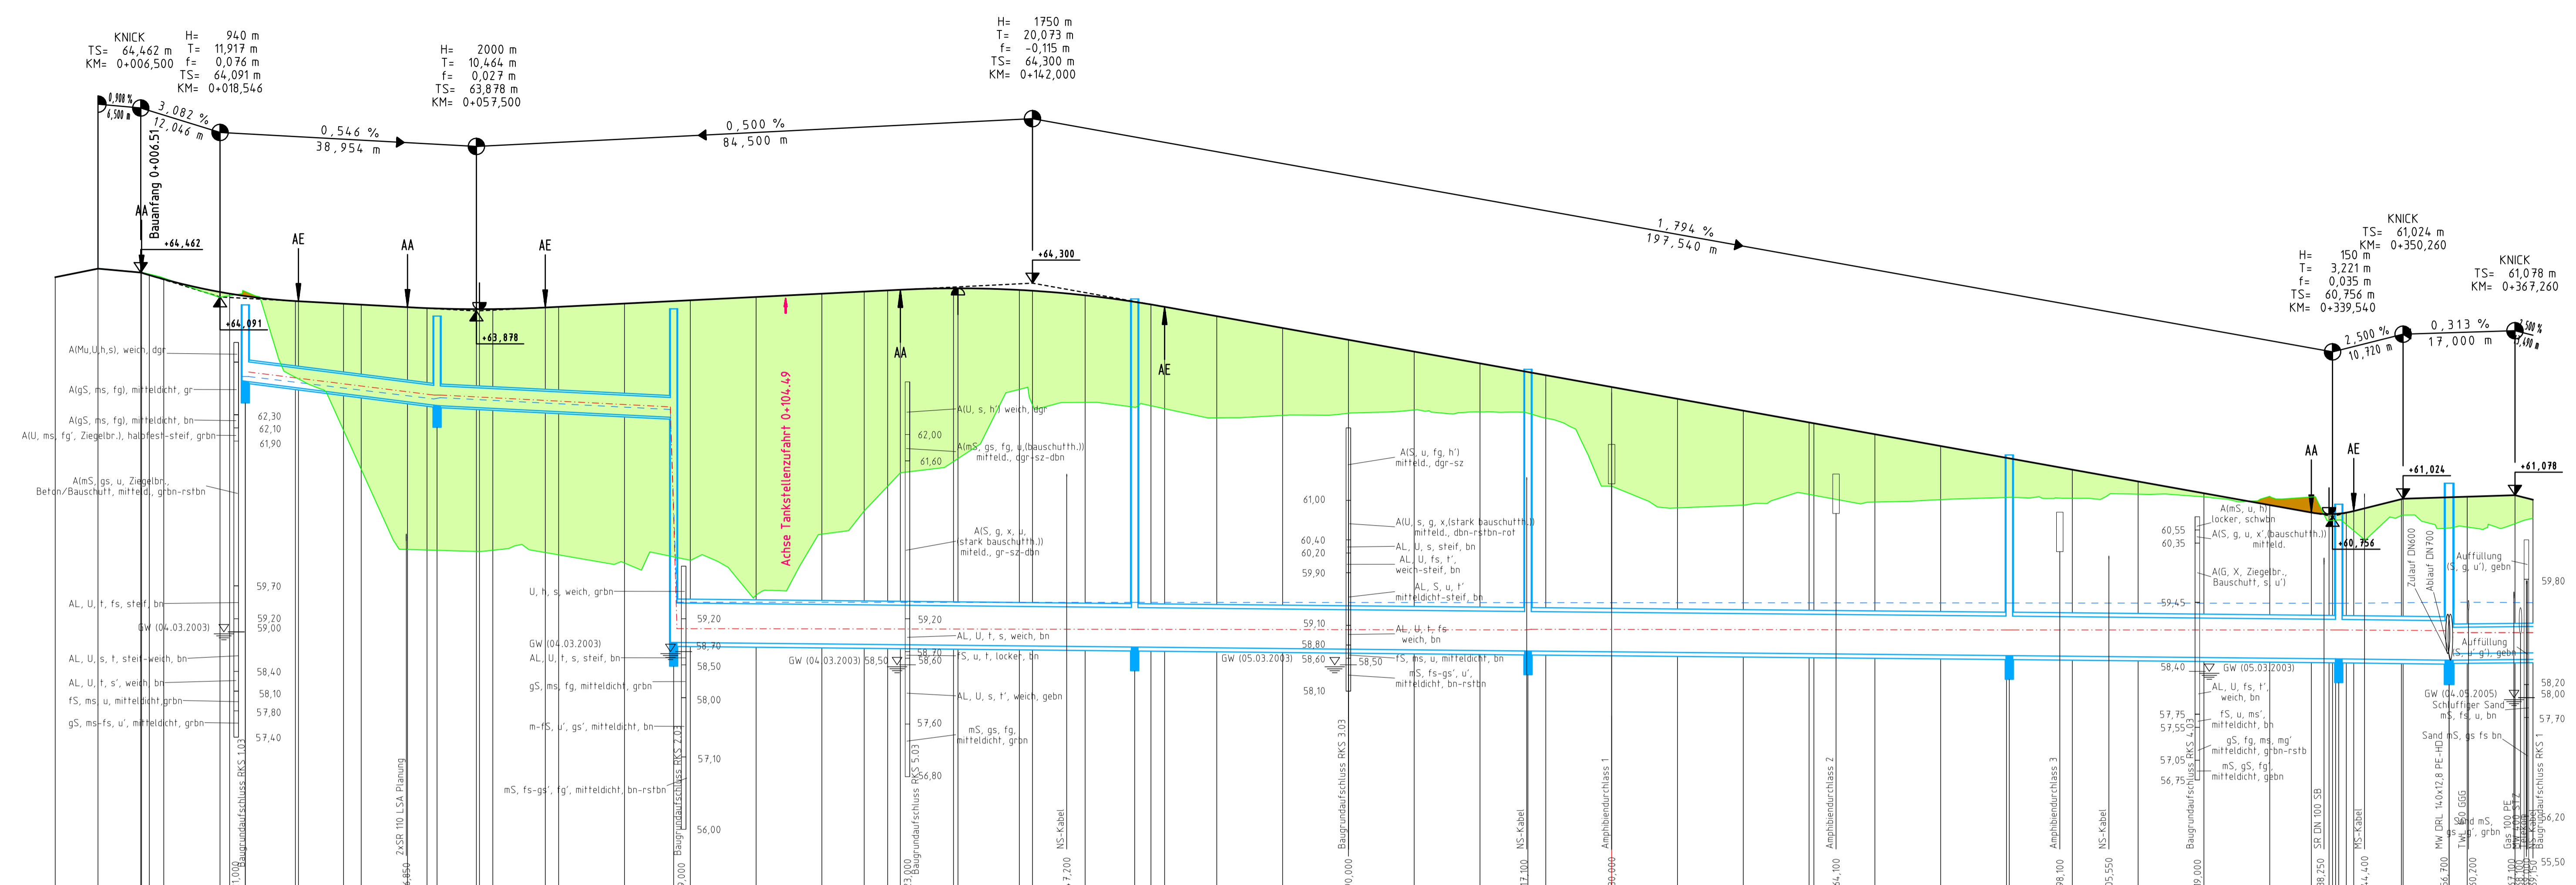 KNICK
TS= 64,462 m
KM= 0+006,500
H= 940 m
T= 11,917 m
f= 0,076 m
TS= 64,091 m
KM= 0+018,546
H= 2000 m
T= 10,464 m
f= 0,027 m
TS= 63,878 m
KM= 0+057,500
H= 1750 m
T= 20,073 m
f= -0,115 m
TS= 64,300 m
KM= 0+142,000
H= 150 m
T= 3,221 m
f= 0,035 m
TS= 60,756 m
KM= 0+339,540
KNICK
TS= 61,024 m
KM= 0+350,260
KNICK
TS= 61,078 m
KM= 0+367,260
0,908 %
6,500 m
3,082 %
12,046 m
0,546 %
38,954 m
0,500 %
84,500 m
1,794 %
197,540 m
2,500 %
10,720 m
0,313 %
17,000 m
2,500 %
Bauanfang 0+006.51
AA
AE
AA
AE
AA
AE
AA
AE
+64,462
+64,091
+63,878
+64,300
+60,756
+61,024
+61,078
Achse Tankstellenzufahrt 0+104.49
A(Mu,U,h,s), weich, dgr
A(gS, ms, fg), mitteldicht, gr
A(gS, ms, fg), mitteldicht, bn
A(U, ms, fg', Ziegelbr.), halbfest-steif, grbn
A(mS, gs, u, Ziegelbr.,
Beton/Bauschutt, mitteld., grbn-rstbn
AL, U, t, fs, steif, bn
GW (04.03.2003)
AL, U, s, t, steif-weich, bn
AL, U, t, s', weich, bn
fS, ms, u, mitteldicht,grbn
gS, ms-fs, u', mitteldicht, grbn
62,30
62,10
61,90
59,70
59,20
59,00
58,40
58,10
57,80
57,40
Baugrundaufschluss RKS 1.03
2xSR 110 LSA Planung
U, h, s, weich, grbn
GW (04.03.2003)
AL, U, t, s, steif, bn
gS, ms, fg, mitteldicht, grbn
m-fS, u', gs', mitteldicht, bn
mS, fs-gs', fg', mitteldicht, bn-rstbn
59,20
58,70
58,50
58,00
57,10
56,00
Baugrundaufschluss RKS 2.03
A(U, s, h') weich, dgr
A(mS, gs, fg, u,(bauschutth.))
mitteld., dgr-sz-dbn
A(S, g, x, u,
(stark bauschutth.))
miteld., gr-sz-dbn
AL, U, t, s, weich, bn
fS, u, t, locker, bn
AL, U, s, t', weich, gebn
mS, gs, fg,
mitteldicht, grbn
GW (04.03.2003) 58,50
62,00
61,60
59,20
58,70
58,60
57,60
56,80
Baugrundaufschluss RKS 5.03
NS-Kabel
A(S, u, fg, h')
mitteld., dgr-sz
A(U, s, g, x,(stark bauschutth.))
mitteld., dbn-rstbn-rot
AL, U, s, steif, bn
AL, U, fs, t',
weich-steif, bn
AL, S, u, t'
mitteldicht-steif, bn
AL, U, t, fs
weich, bn
fS, ms, u, mitteldicht, bn
mS, fs-gs', u',
mitteldicht, bn-rstbn
GW (05.03.2003)
58,50
61,00
60,40
60,20
59,90
59,10
58,80
58,60
58,10
Baugrundaufschluss RKS 3.03
NS-Kabel
Amphibiendurchlass 1
Amphibiendurchlass 2
Amphibiendurchlass 3
NS-Kabel
A(mS, u, h)
locker, schwbn
A(S, g, u, x',(bauschutth.))
mitteld.
A(G, X, Ziegelbr.,
Bauschutt, s, u')
GW (05.03.2003)
AL, U, fs, t',
weich, bn
fS, u, ms',
mitteldicht, bn
gS, fg, ms, mg'
mitteldicht, grbn-rstb
mS, gS, fg',
mitteldicht, gebn
60,55
60,35
59,45
58,40
57,75
57,55
57,05
56,75
Baugrundaufschluss RKS 4.03
SR DN 100 SB
MS-Kabel
Zulauf DN600
Ablauf DN700
MW DRL 140x12,8 PE-HD
Auffüllung
(S, g, u'), gebn
Auffüllung
(S, u' g'), gebn
GW (04.05.2005)
Schluffiger Sand
mS, fs, u, bn
Sand mS, gs fs bn
Sand mS,
59,80
58,20
58,00
57,70
56,20
55,50
Gas 100 PE
NS-Kabel
Baugrundaufschluss RKS 1